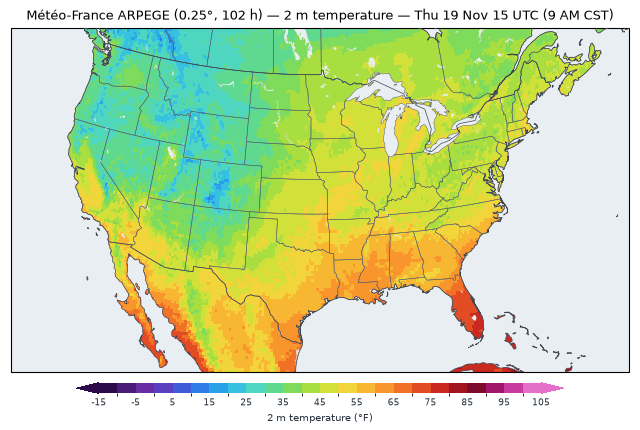 Météo-France ARPEGE (0.25°, 102 h) — 2 m temperature — Thu 19 Nov 15 UTC (9 AM CST)
-15 -5 5 15 25 35 45 55 65 75 85 95 105
2 m temperature (°F)